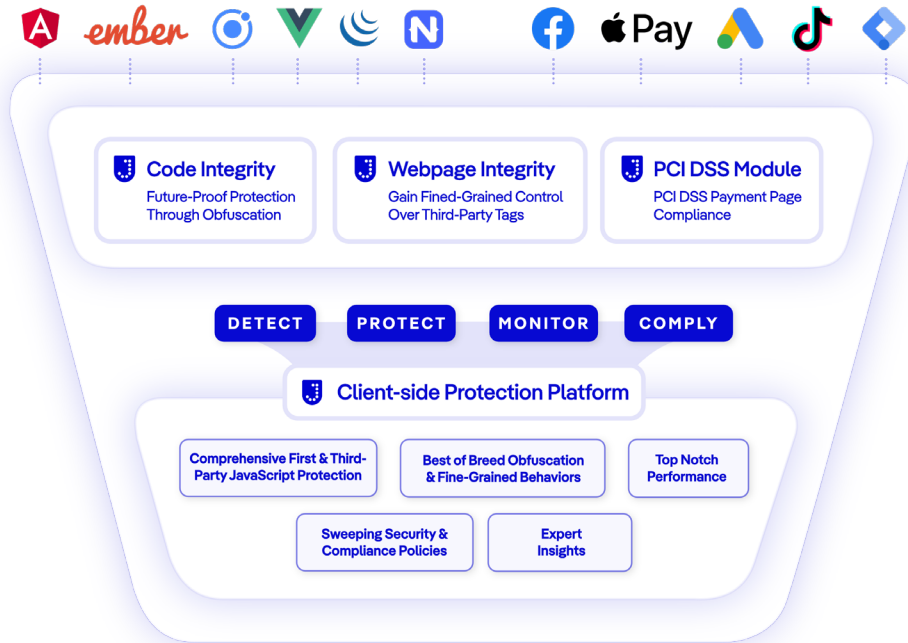 ember
Pay
Code Integrity
Future-Proof Protection
Through Obfuscation
Webpage Integrity
Gain Fined-Grained Control
Over Third-Party Tags
PCI DSS Module
PCI DSS Payment Page
Compliance
DETECT
PROTECT
MONITOR
COMPLY
Client-side Protection Platform
Comprehensive First & Third-
Party JavaScript Protection
Best of Breed Obfuscation
& Fine-Grained Behaviors
Top Notch
Performance
Sweeping Security &
Compliance Policies
Expert
Insights